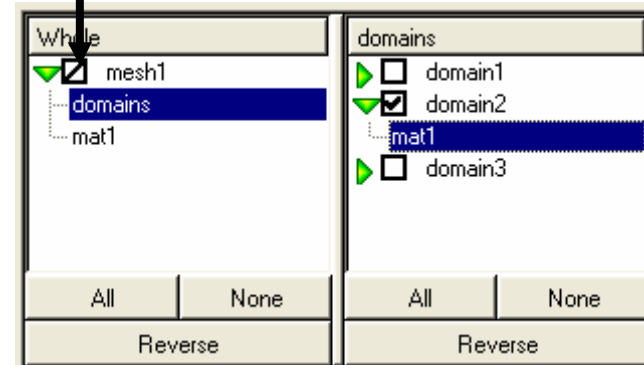 Whole
mesh1
domains
mat1
All None
Reverse
domains
domain1
domain2
mat1
domain3
All None
Reverse